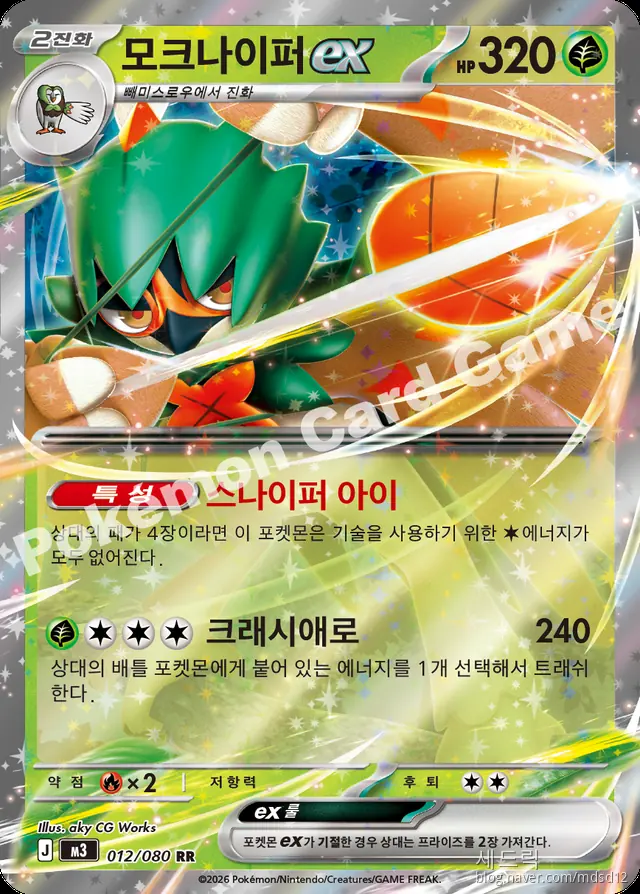 2진화
모크나이퍼 ex
HP 320
빼미스로우에서 진화
Pokémon Card Game
특성 스나이퍼 아이
상대의 패가 4장이라면 이 포켓몬은 기술을 사용하기 위한 ✶에너지가
모두 없어진다.
크래시애로 240
상대의 배틀 포켓몬에게 붙어 있는 에너지를 1개 선택해서 트래쉬
한다.
약점 ×2 저항력 후퇴
ex 룰
포켓몬 ex가 기절한 경우 상대는 프라이즈를 2장 가져간다.
Illus. aky CG Works
J M3 012/080 RR
세드릭
blog.naver.com/mdsd12
©2026 Pokémon/Nintendo/Creatures/GAME FREAK.